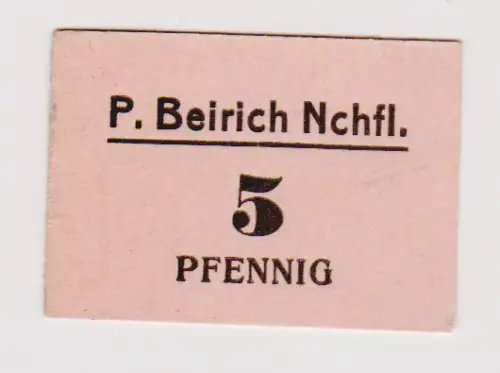 P. Beirich Nchfl.
5
PFENNIG